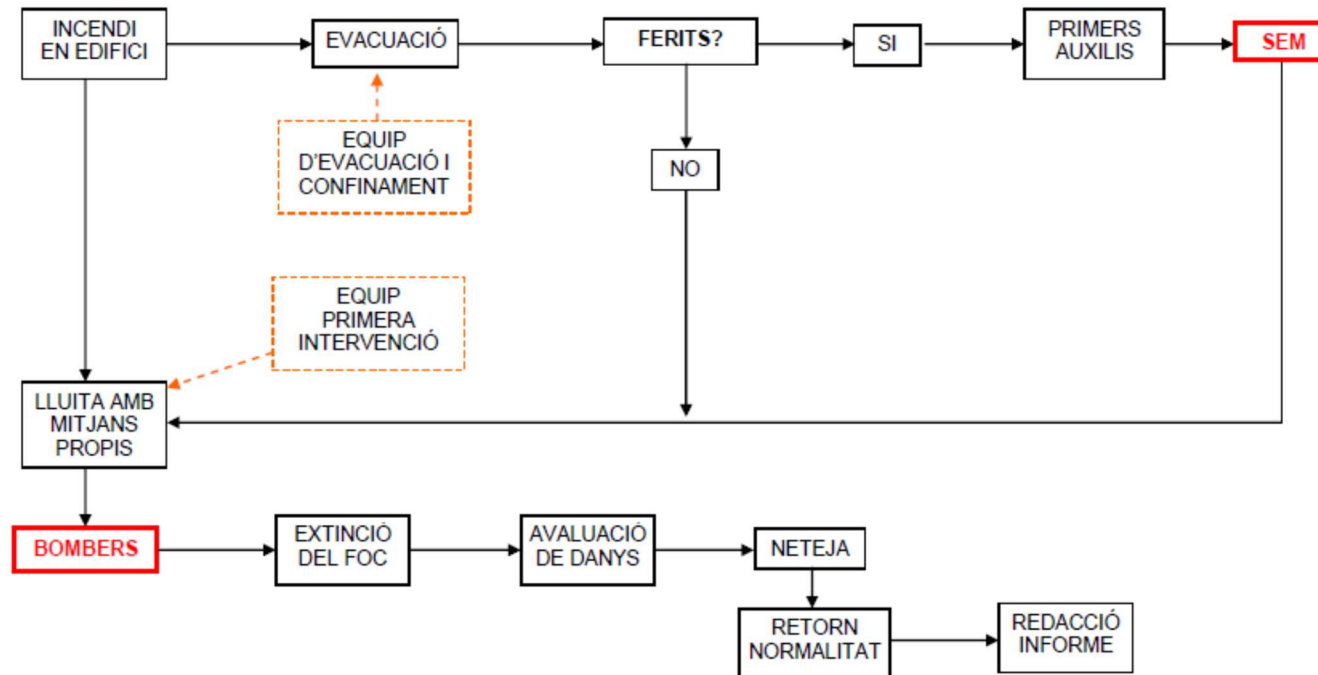 INCENDI
EN EDIFICI
EVACUACIÓ
FERITS?
SI
PRIMERS
AUXILIS
SEM
EQUIP
D'EVACUACIÓ I
CONFINAMENT
NO
EQUIP
PRIMERA
INTERVENCIÓ
LLUITA AMB
MITJANS
PROPIS
BOMBERS
EXTINCIÓ
DEL FOC
AVALUACIÓ
DE DANYS
NETEJA
RETORN
NORMALITAT
REDACCIÓ
INFORME